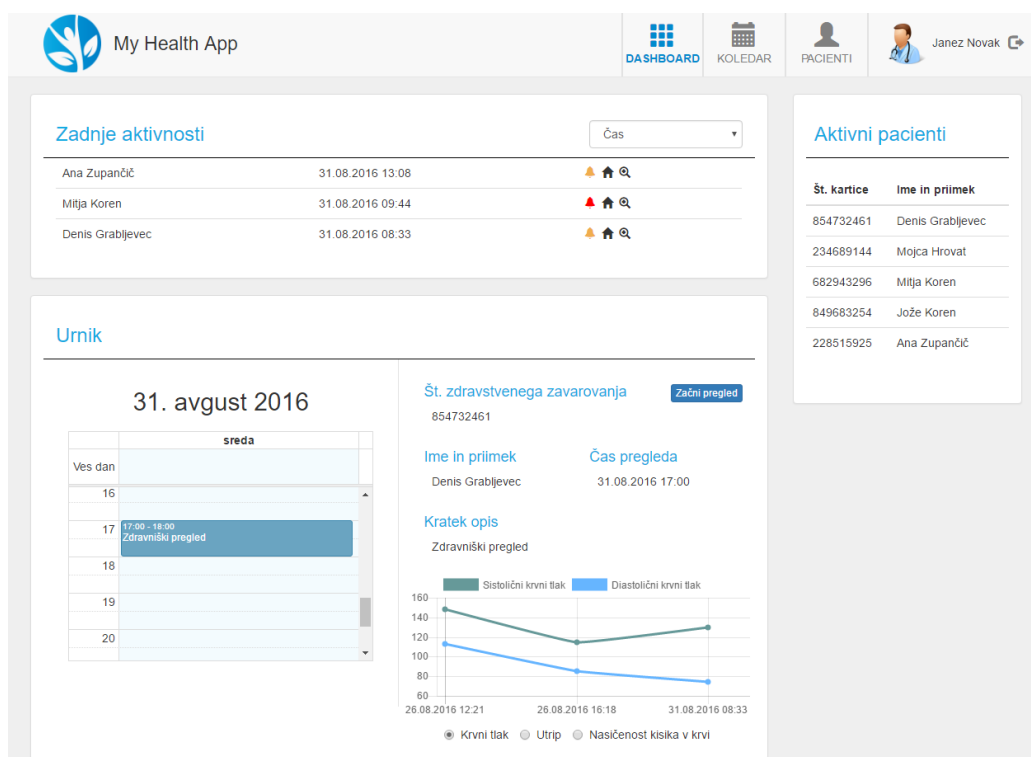 My Health App
DASHBOARD
KOLEDAR
PACIENTI
Janez Novak
Zadnje aktivnosti
Čas
Ana Zupančič 31.08.2016 13:08
Mitja Koren 31.08.2016 09:44
Denis Grabljevec 31.08.2016 08:33
Aktivni pacienti
Št. kartice Ime in priimek
854732461 Denis Grabljevec
234689144 Mojca Hrovat
682943296 Mitja Koren
849683254 Jože Koren
228515925 Ana Zupančič
Urnik
31. avgust 2016
sreda
Ves dan
16
17
17:00 - 18:00
Zdravniški pregled
18
19
20
Št. zdravstvenega zavarovanja
Začni pregled
854732461
Ime in priimek Čas pregleda
Denis Grabljevec 31.08.2016 17:00
Kratek opis
Zdravniški pregled
Sistolični krvni tlak Diastolični krvni tlak
160
140
120
100
80
60
26.08.2016 12:21 26.08.2016 16:18 31.08.2016 08:33
Krvni tlak Utrip Nasičenost kisika v krvi